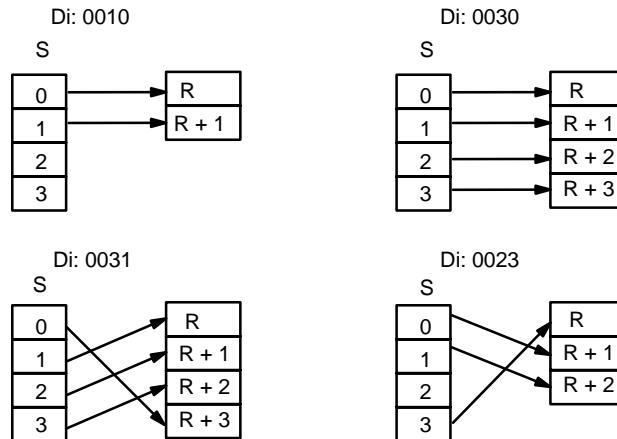 Di: 0010
S
0
1
2
3
R
R + 1
Di: 0030
S
0
1
2
3
R
R + 1
R + 2
R + 3
Di: 0031
S
0
1
2
3
R
R + 1
R + 2
R + 3
Di: 0023
S
0
1
2
3
R
R + 1
R + 2